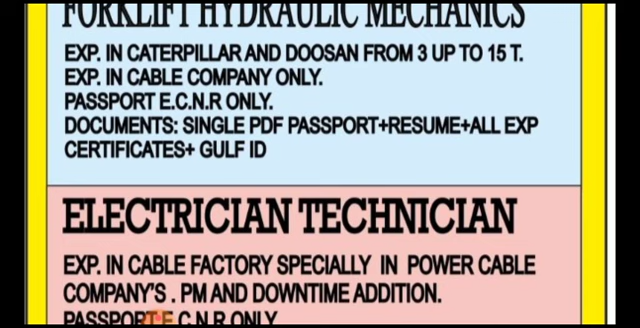 FORKLIFT HYDRAULIC MECHANICS
EXP. IN CATERPILLAR AND DOOSAN FROM 3 UP TO 15 T.
EXP. IN CABLE COMPANY ONLY.
PASSPORT E.C.N.R ONLY.
DOCUMENTS: SINGLE PDF PASSPORT+RESUME+ALL EXP
CERTIFICATES+ GULF ID
ELECTRICIAN TECHNICIAN
EXP. IN CABLE FACTORY SPECIALLY IN POWER CABLE
COMPANY'S . PM AND DOWNTIME ADDITION.
PASSPORT E.C.N.R ONLY